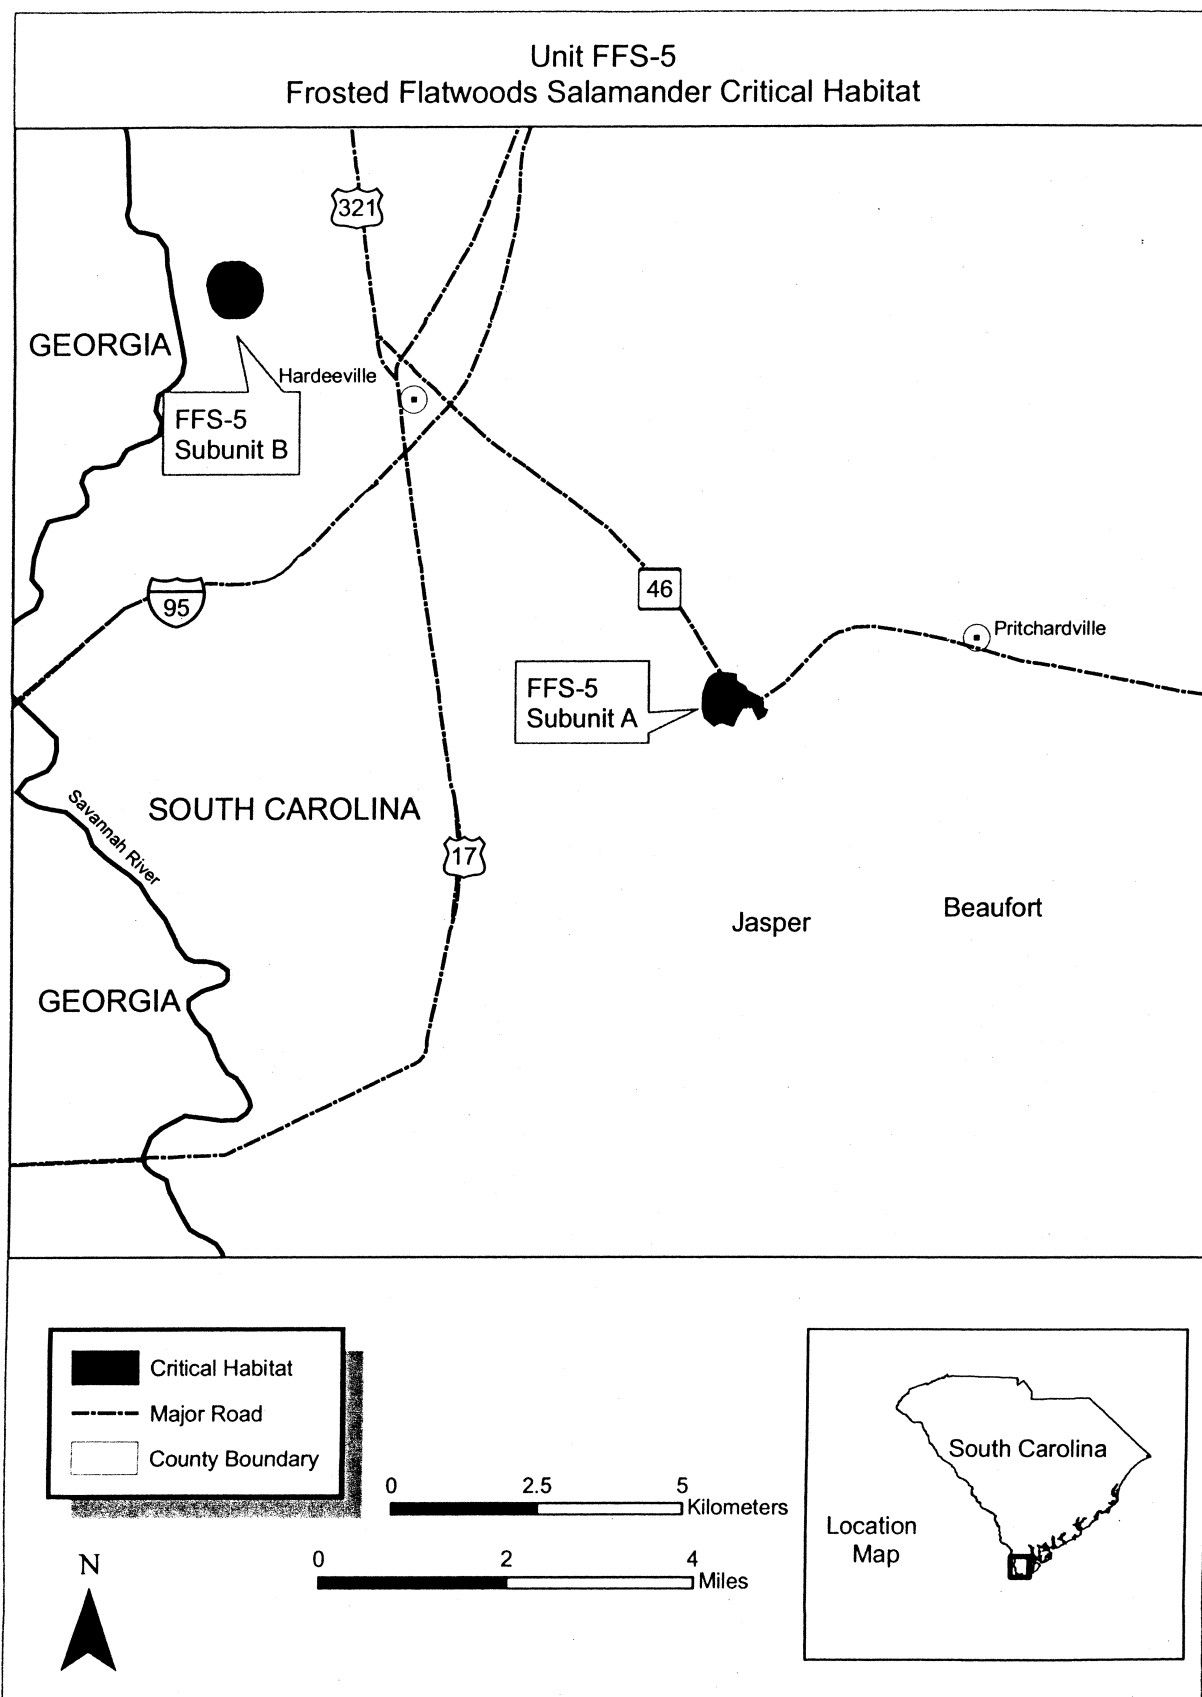 Unit FFS-5
Frosted Flatwoods Salamander Critical Habitat
321
GEORGIA
Hardeeville
FFS-5
Subunit B
95
46
Pritchardville
FFS-5
Subunit A
SOUTH CAROLINA
Savannah River
17
Jasper
Beaufort
GEORGIA
Critical Habitat
Major Road
County Boundary
0 2.5 5
Kilometers
0 2 4
Miles
N
South Carolina
Location
Map